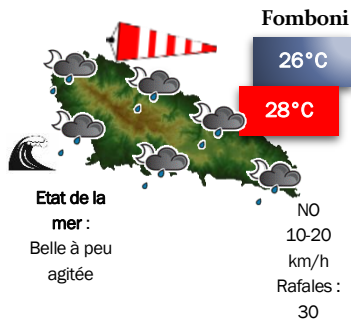 Fomboni
26°C
28°C
Etat de la
mer :
Belle à peu
agitée
NO
10-20
km/h
Rafales :
30